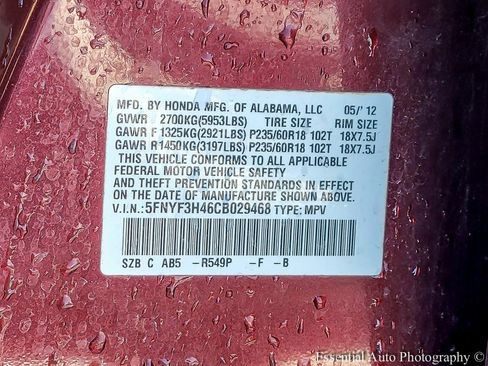 MFD. BY HONDA MFG. OF ALABAMA, LLC 05/'12
GVWR 2700KG(5953LBS) TIRE SIZE RIM SIZE
GAWR F 1325KG(2921LBS) P235/60R18 102T 18X7.5J
GAWR R1450KG(3197LBS) P235/60R18 102T 18X7.5J
THIS VEHICLE CONFORMS TO ALL APPLICABLE
FEDERAL MOTOR VEHICLE SAFETY
AND THEFT PREVENTION STANDARDS IN EFFECT
ON THE DATE OF MANUFACTURE SHOWN ABOVE.
V.I.N.: 5FNYF3H46CB029468 TYPE: MPV
SZB C AB5 -R549P -F -B
Essential Auto Photography ©